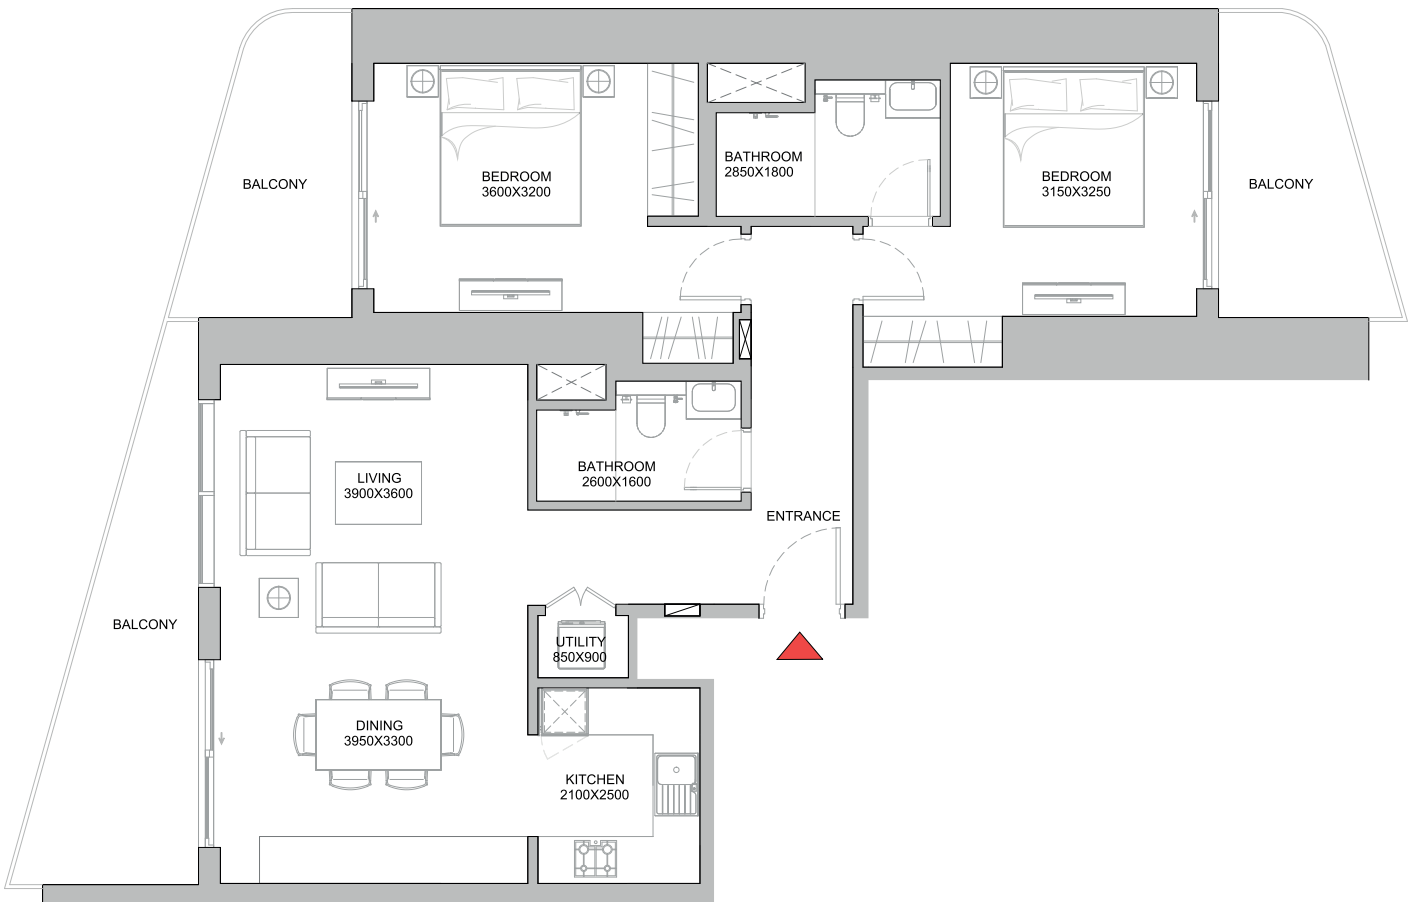 BATHROOM
2850X1800
BEDROOM
3600X3200
BEDROOM
3150X3250
BALCONY
BALCONY
BATHROOM
2600X1600
LIVING
3900X3600
ENTRANCE
BALCONY
UTILITY
850X900
DINING
3950X3300
KITCHEN
2100X2500